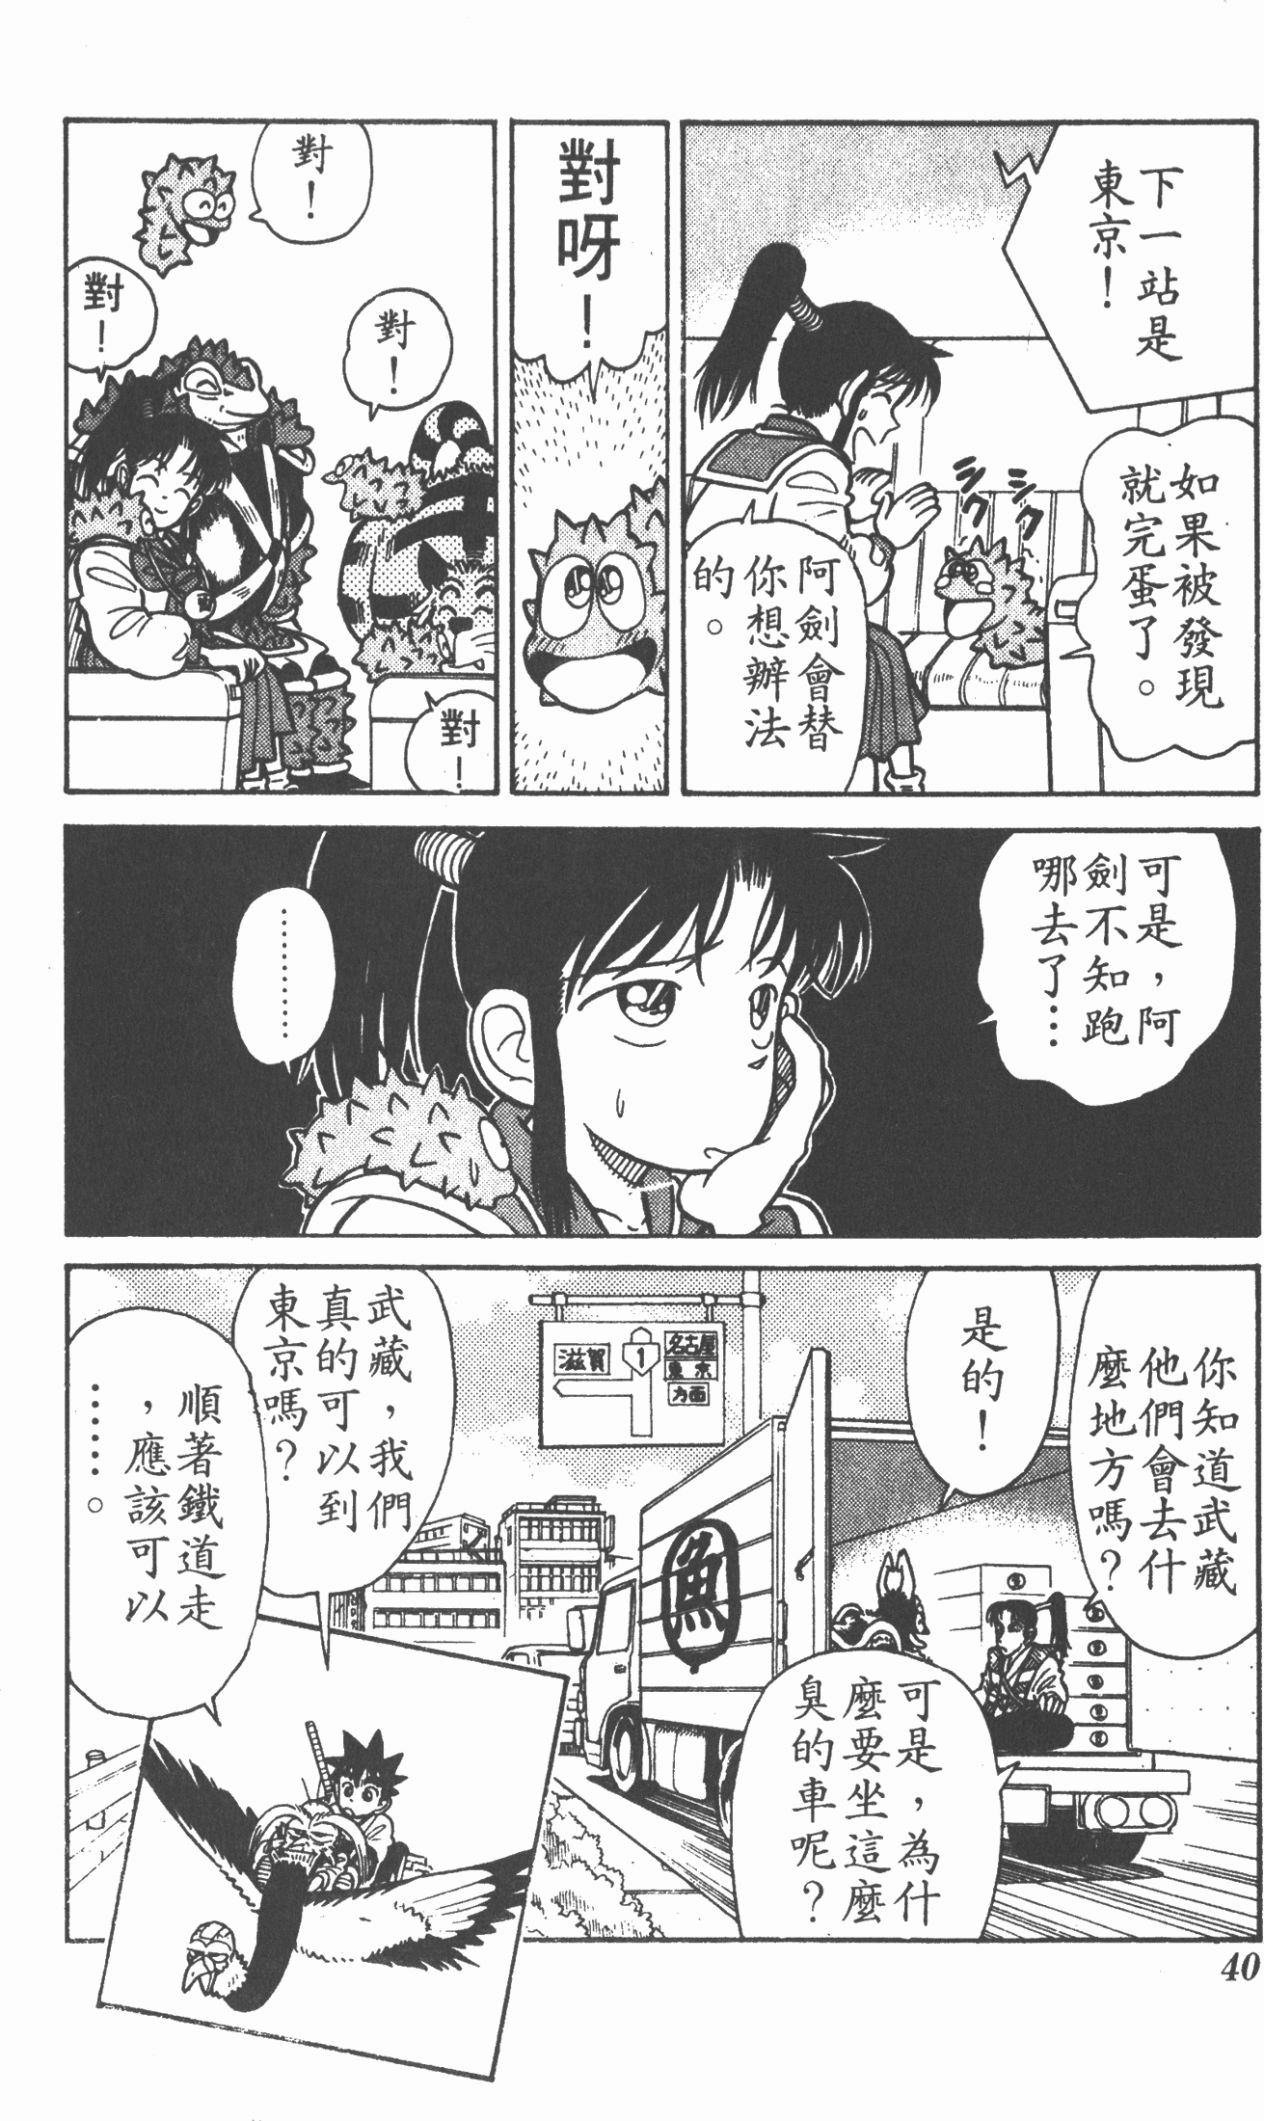 下一站是
東京！
如果被發現
就完蛋了。
シク
シク
阿劍會替
你想辦法
的。
對呀！
對！
對！
對！
對！
可是，阿
劍不知跑
哪去了…
………
你知道武藏
他們會去什
麼地方嗎？
是的！
可是，為什
麼要坐這麼
臭的車呢？
名古屋
東京
方面
1
滋賀
魚
武藏，我們
真的可以到
東京嗎？
順著鐵道走
，應該可以
……。
40